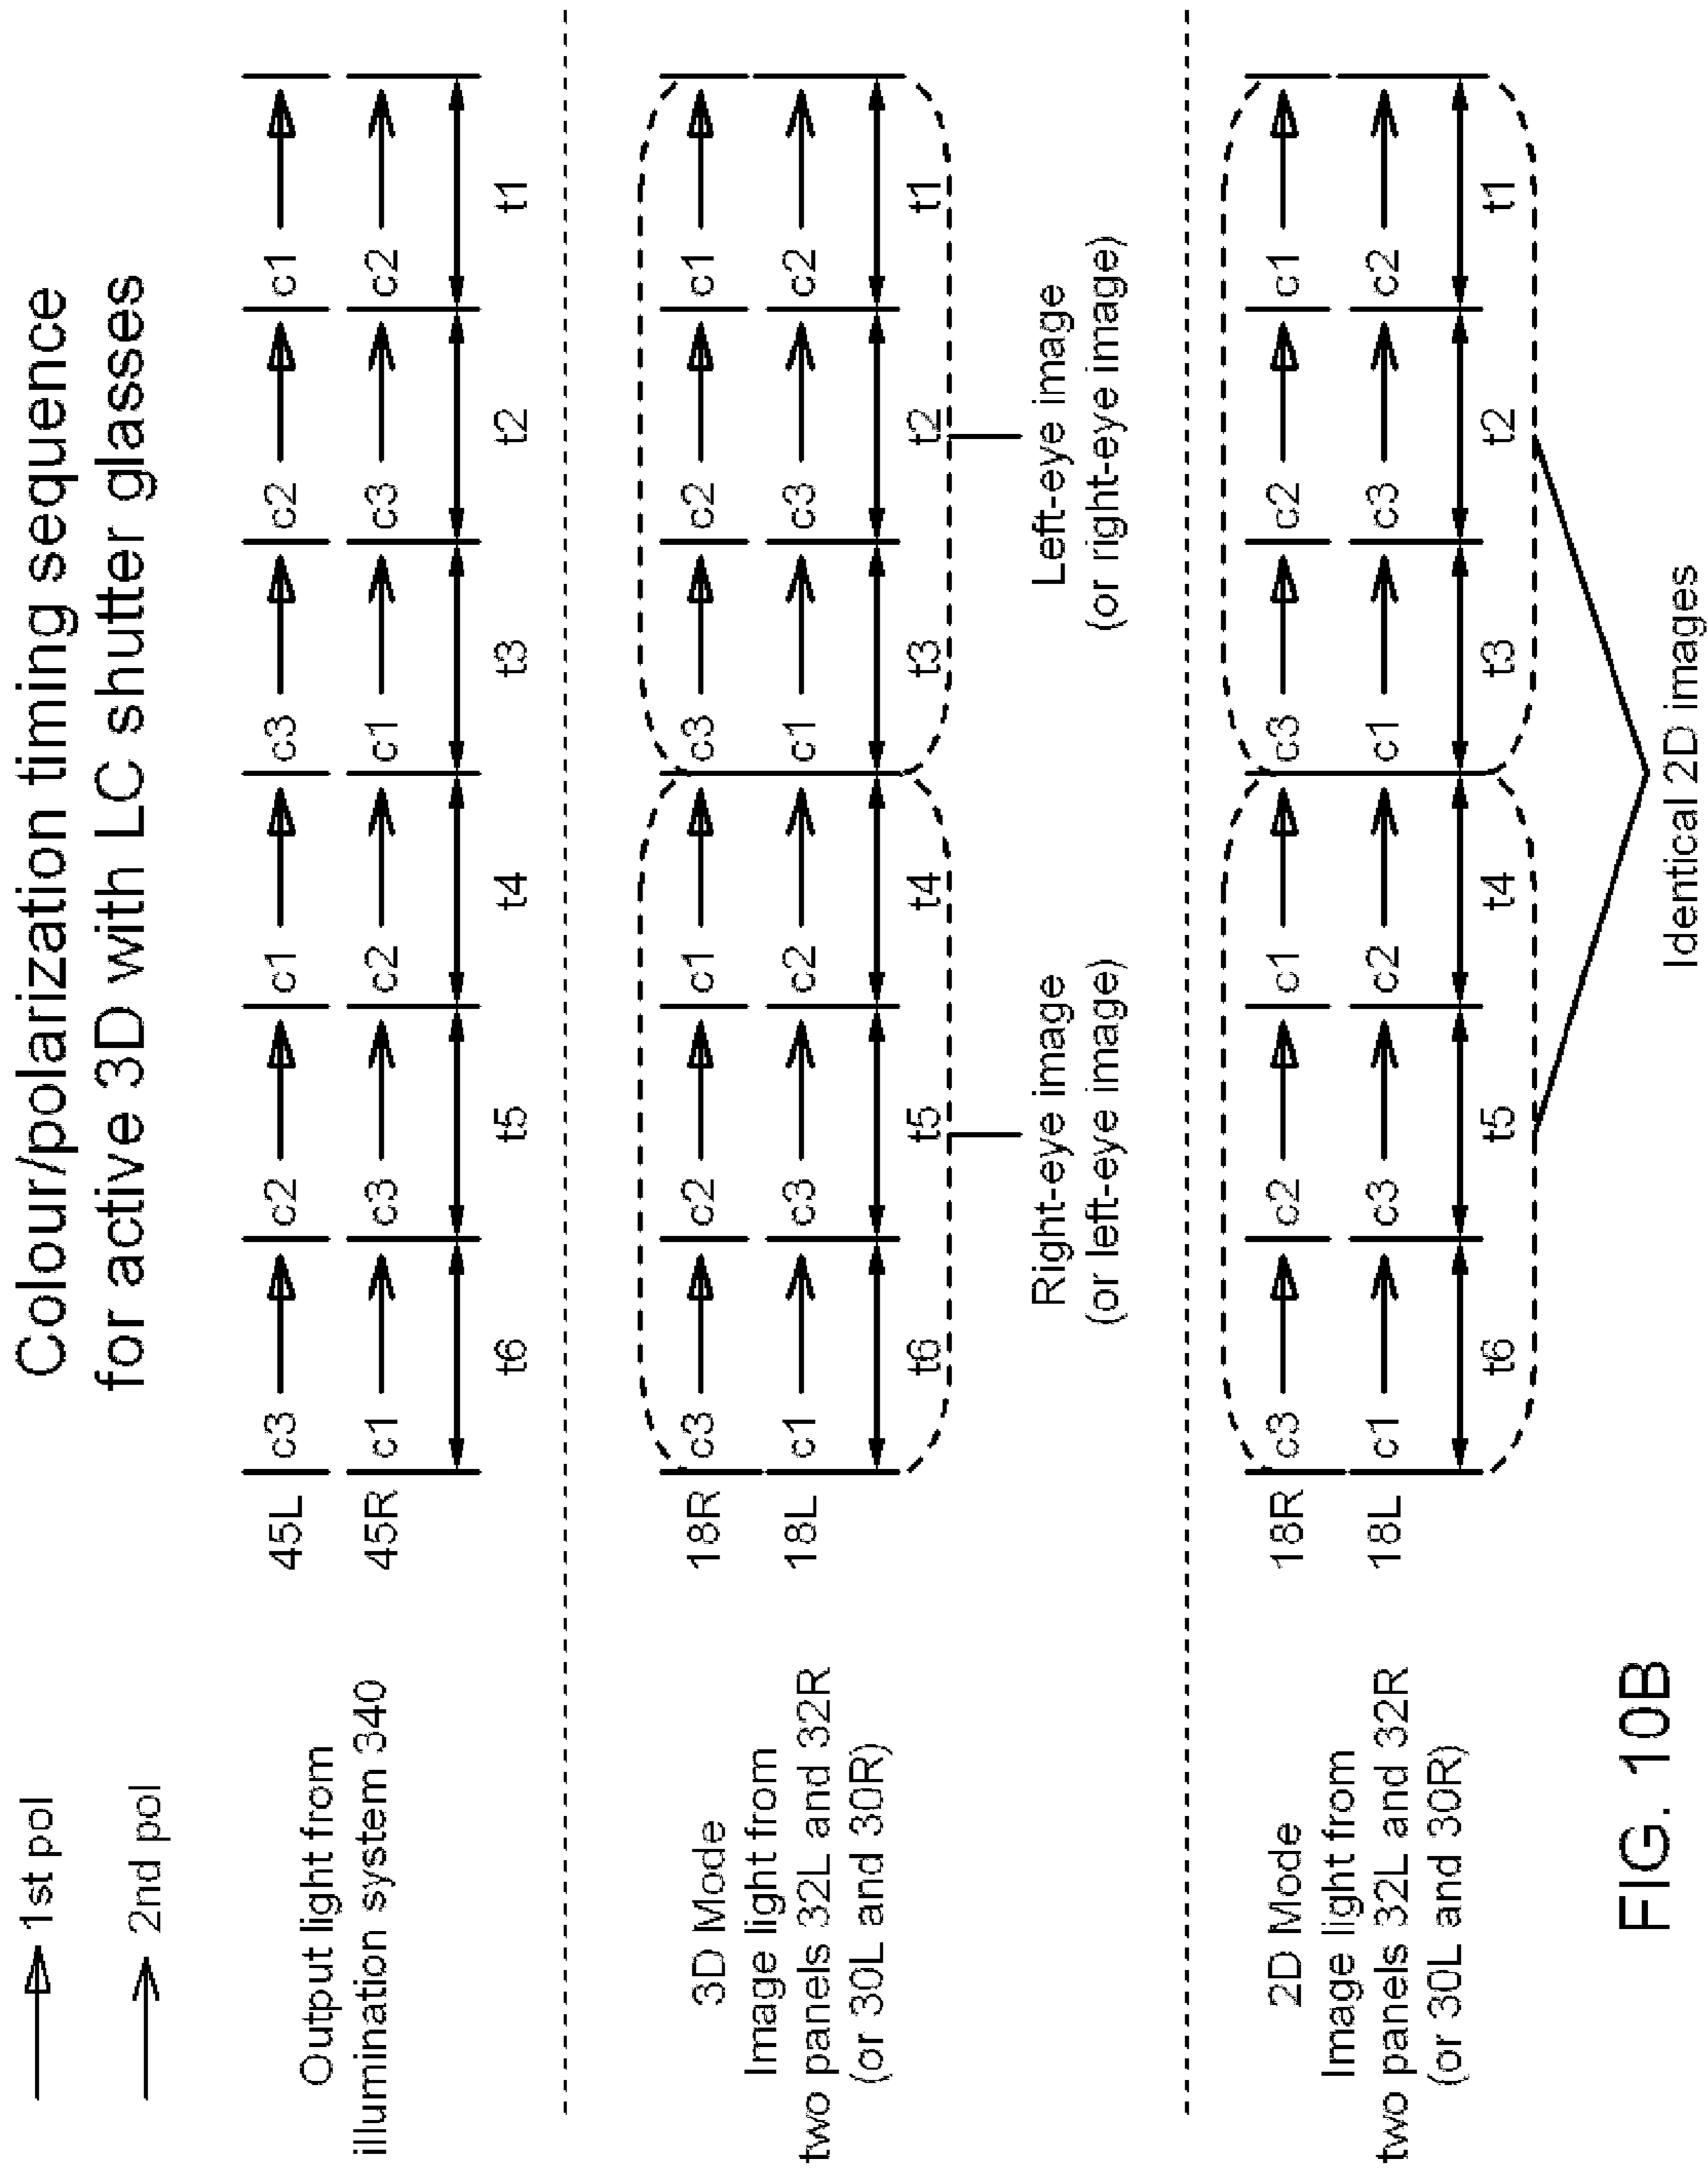 Colour/polarization timing sequence
for active 3D with LC shutter glasses
1st pol
2nd pol
Output light from
illumination system 340
45L c3 c2 c1 c3 c2 c1
45R c1 c3 c2 c1 c3 c2
t6 t5 t4 t3 t2 t1
3D Mode
Image light from
two panels 32L and 32R
(or 30L and 30R)
18R c3 c2 c1 c3 c2 c1
18L c1 c3 c2 c1 c3 c2
t6 t5 t4 t3 t2 t1
Right-eye image
(or left-eye image)
Left-eye image
(or right-eye image)
2D Mode
Image light from
two panels 32L and 32R
(or 30L and 30R)
18R c3 c2 c1 c3 c2 c1
18L c1 c3 c2 c1 c3 c2
t6 t5 t4 t3 t2 t1
Identical 2D images
FIG. 10B